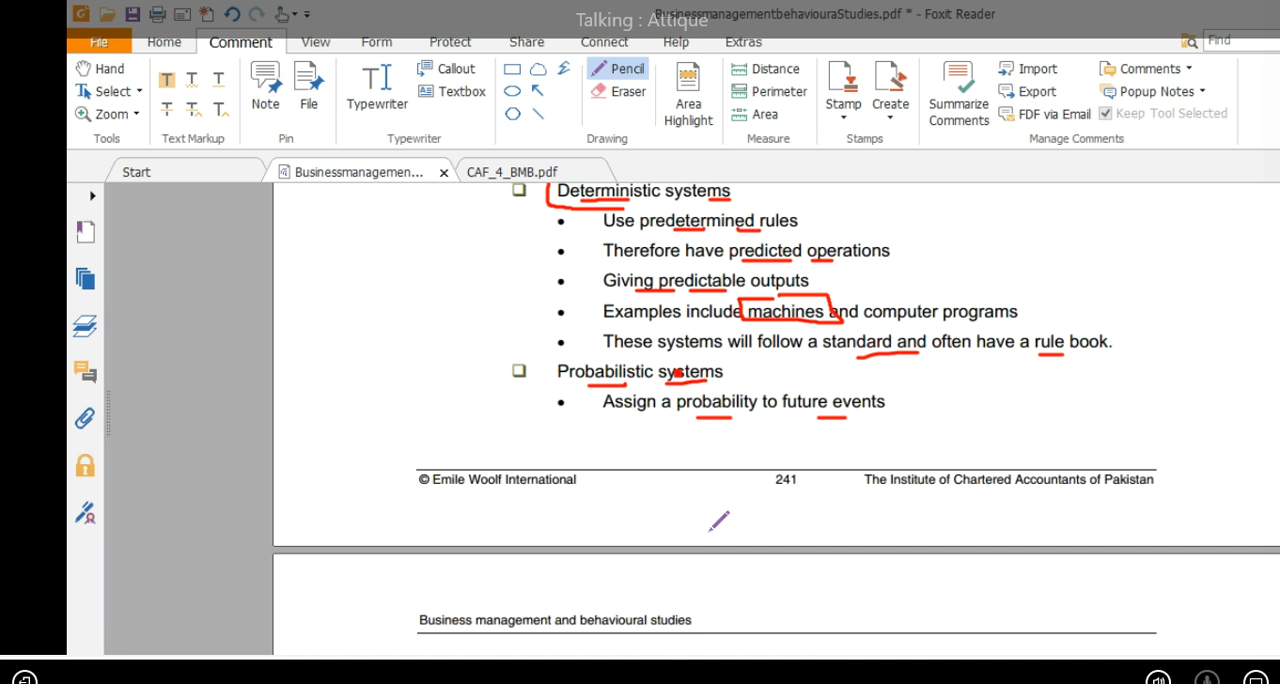 Talking : Attique
BusinessmanagementbehaviouraStudies.pdf * - Foxit Reader
File Home Comment View Form Protect Share Connect Help Extras Find
Hand
Select
Zoom
Tools
T T T
T T T
Text Markup
Note File
Pin
Typewriter
Callout
Textbox
Typewriter
Pencil
Eraser
Area
Highlight
Drawing
Distance
Perimeter
Area
Measure
Stamp Create
Stamps
Summarize
Comments
Import
Export
FDF via Email
Comments
Popup Notes
Keep Tool Selected
Manage Comments
Start Businessmanagemen... CAF_4_BMB.pdf
Deterministic systems
• Use predetermined rules
• Therefore have predicted operations
• Giving predictable outputs
• Examples include machines and computer programs
• These systems will follow a standard and often have a rule book.
Probabilistic systems
• Assign a probability to future events
© Emile Woolf International 241 The Institute of Chartered Accountants of Pakistan
Business management and behavioural studies